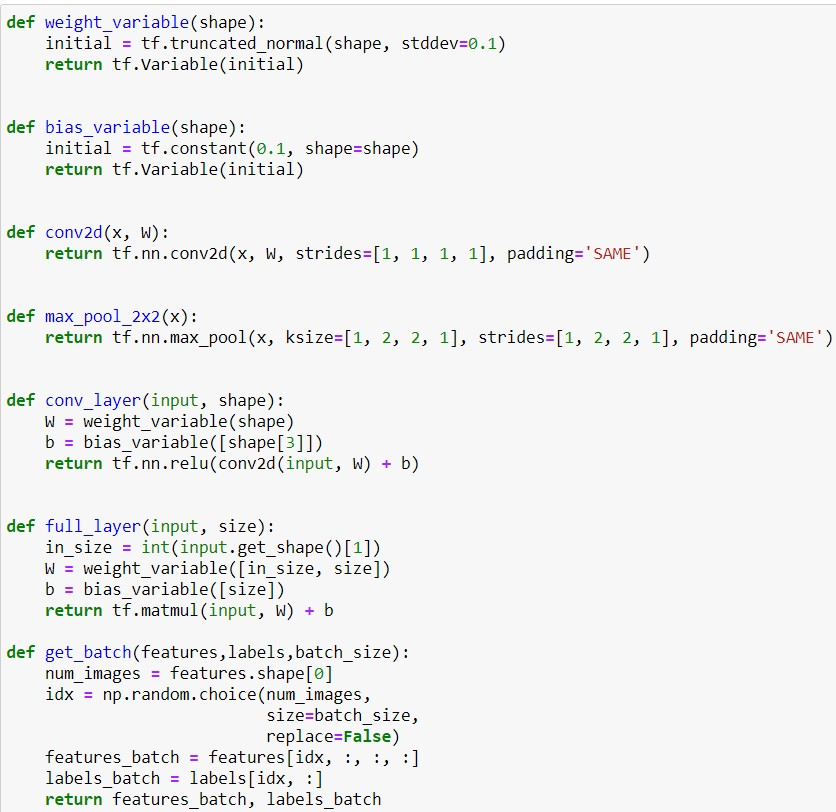 def weight_variable(shape):
    initial = tf.truncated_normal(shape, stddev=0.1)
    return tf.Variable(initial)


def bias_variable(shape):
    initial = tf.constant(0.1, shape=shape)
    return tf.Variable(initial)


def conv2d(x, W):
    return tf.nn.conv2d(x, W, strides=[1, 1, 1, 1], padding='SAME')


def max_pool_2x2(x):
    return tf.nn.max_pool(x, ksize=[1, 2, 2, 1], strides=[1, 2, 2, 1], padding='SAME')


def conv_layer(input, shape):
    W = weight_variable(shape)
    b = bias_variable([shape[3]])
    return tf.nn.relu(conv2d(input, W) + b)


def full_layer(input, size):
    in_size = int(input.get_shape()[1])
    W = weight_variable([in_size, size])
    b = bias_variable([size])
    return tf.matmul(input, W) + b

def get_batch(features,labels,batch_size):
    num_images = features.shape[0]
    idx = np.random.choice(num_images,
                           size=batch_size,
                           replace=False)
    features_batch = features[idx, :, :, :]
    labels_batch = labels[idx, :]
    return features_batch, labels_batch